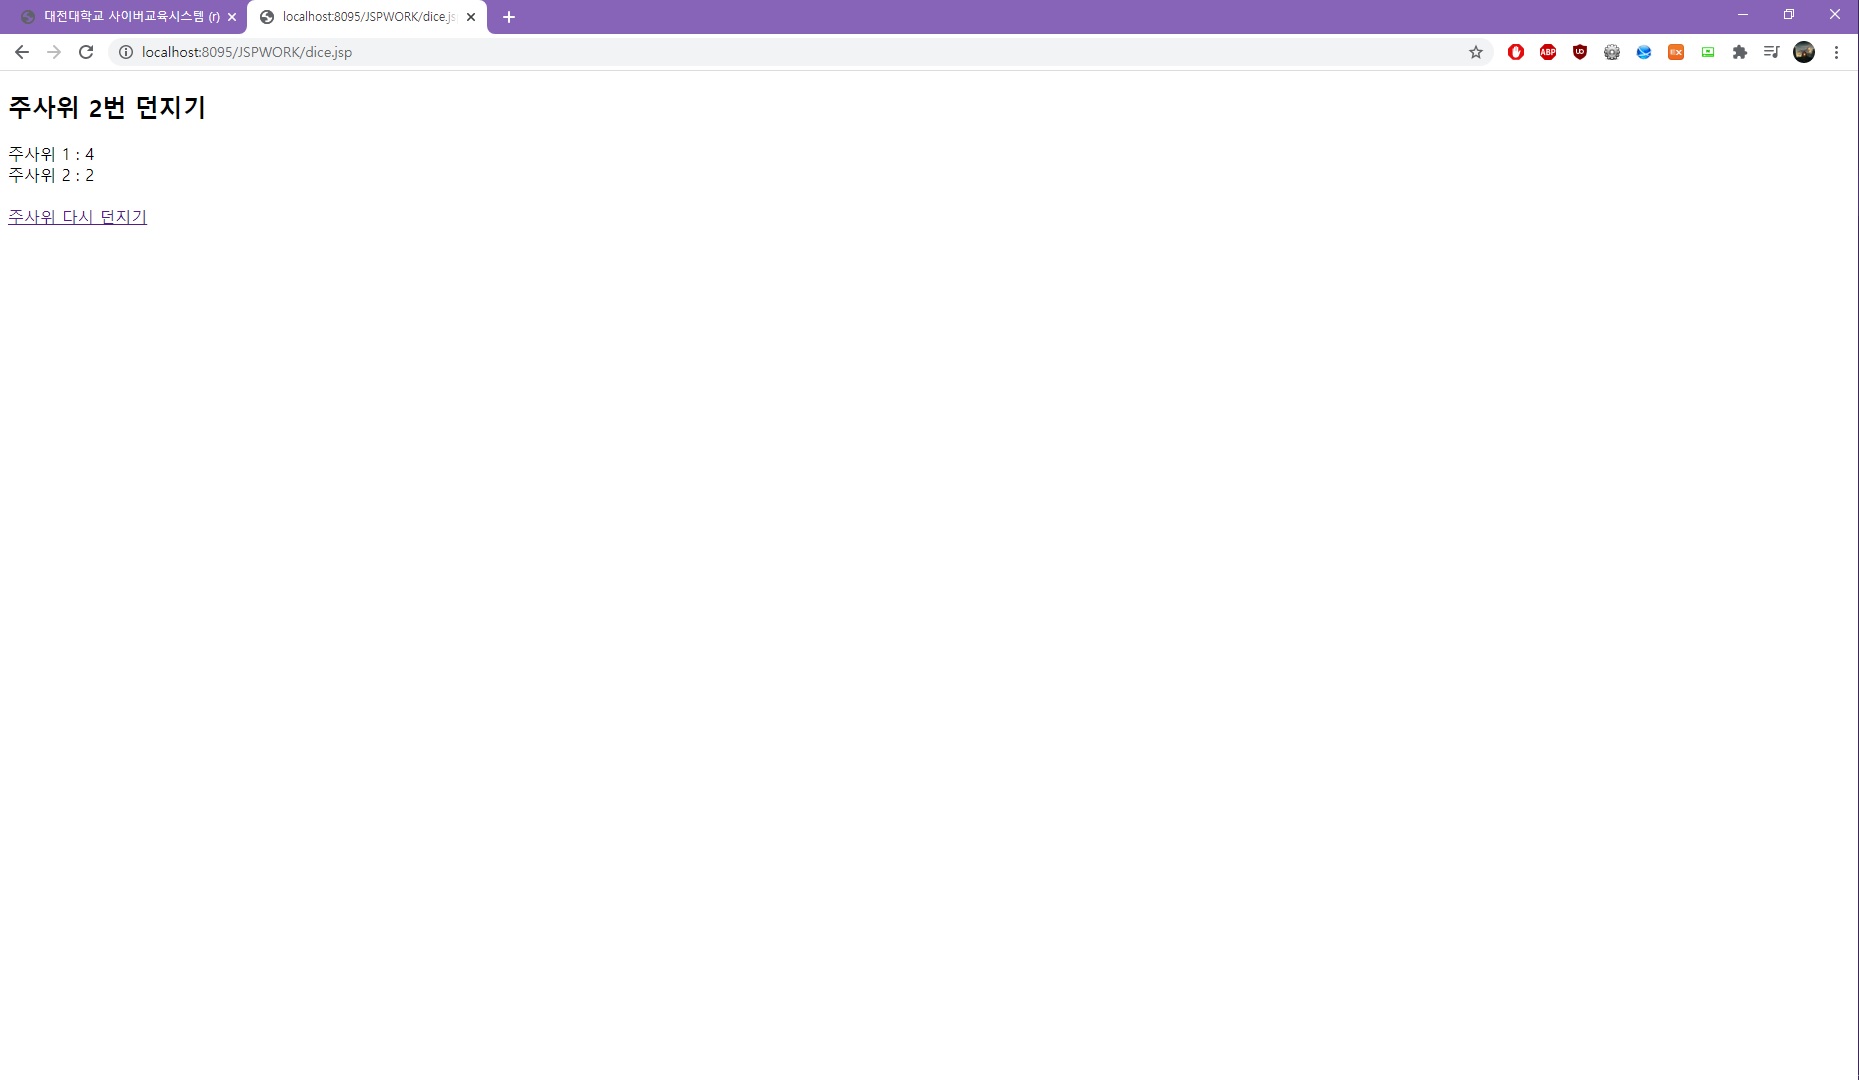 대전대학교 사이버교육시스템 (r)
localhost:8095/JSPWORK/dice.js
localhost:8095/JSPWORK/dice.jsp
ABP
주사위 2번 던지기
주사위 1 : 4
주사위 2 : 2
주사위 다시 던지기